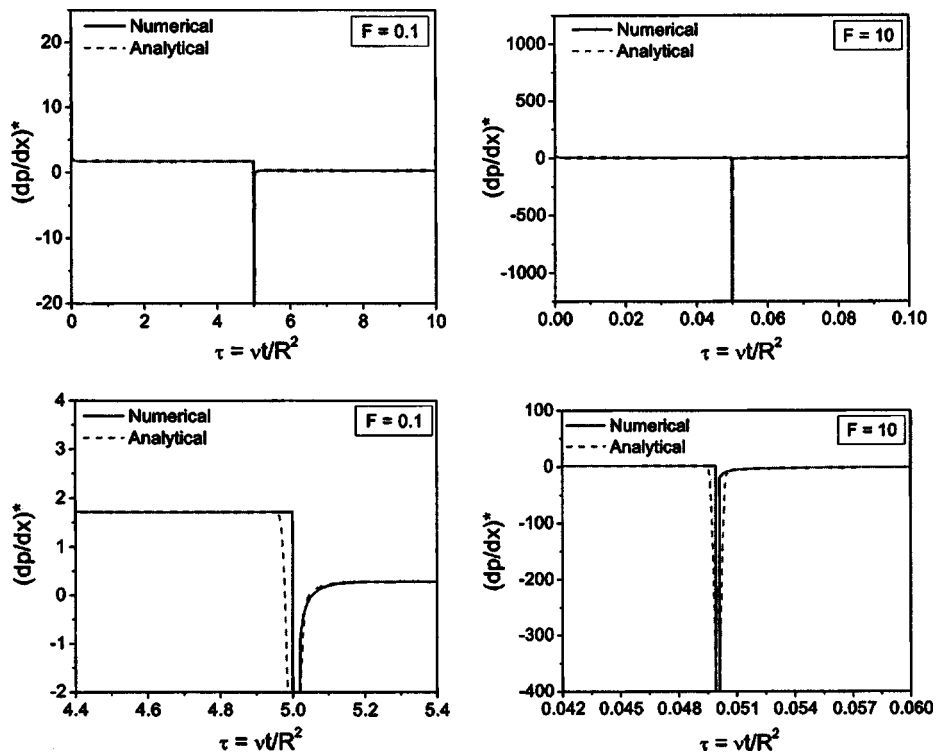 Numerical
Analytical
F = 0.1
20
10
0
-10
-20
(dp/dx)*
0 2 4 6 8 10
τ = νt/R²
Numerical
Analytical
F = 10
1000
750
500
250
0
-250
-500
-750
-1000
(dp/dx)*
0.00 0.02 0.04 0.06 0.08 0.10
τ = νt/R²
Numerical
Analytical
F = 0.1
4
3
2
1
0
-1
-2
(dp/dx)*
4.4 4.6 4.8 5.0 5.2 5.4
τ = νt/R²
Numerical
Analytical
F = 10
100
0
-100
-200
-300
-400
(dp/dx)*
0.042 0.045 0.048 0.051 0.054 0.057 0.060
τ = νt/R²